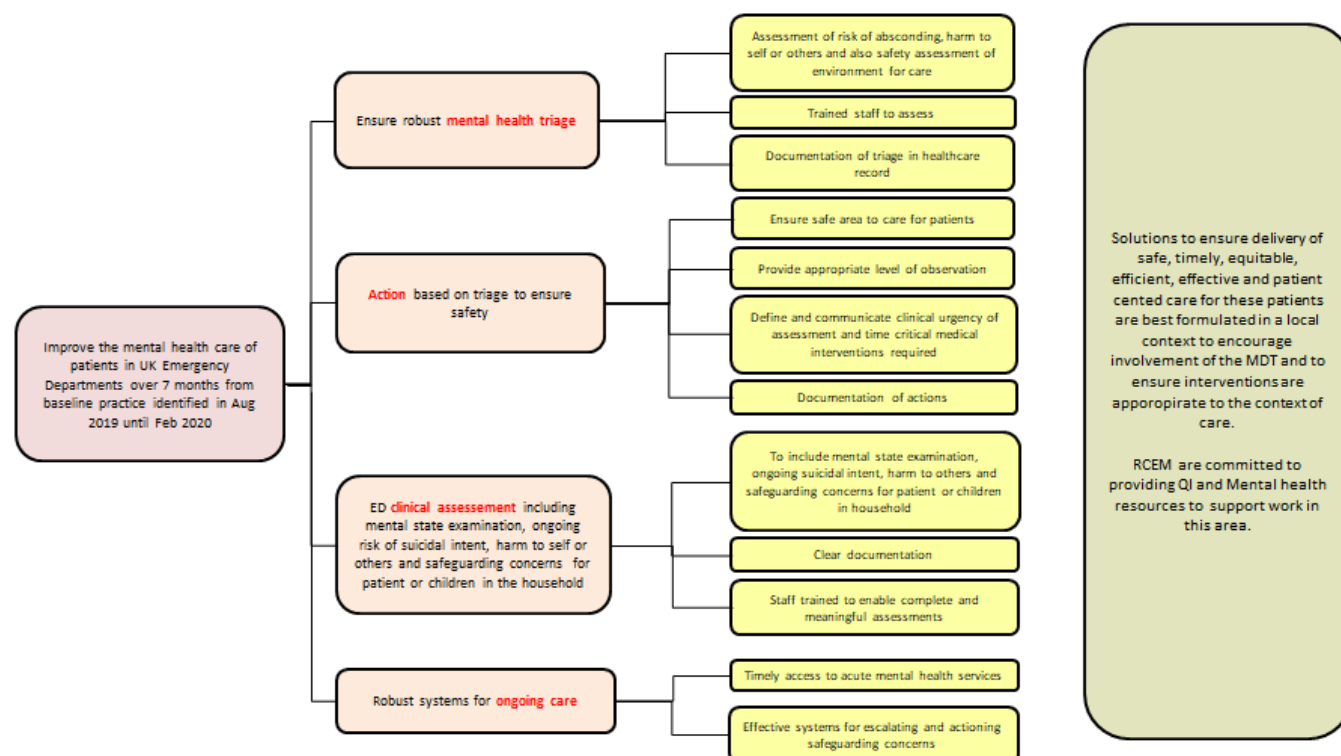 Improve the mental health care of
patients in UK Emergency
Departments over 7 months from
baseline practice identified in Aug
2019 until Feb 2020
Ensure robust mental health triage
Assessment of risk of absconding, harm to
self or others and also safety assessment of
environment for care
Trained staff to assess
Documentation of triage in healthcare
record
Action based on triage to ensure
safety
Ensure safe area to care for patients
Provide appropriate level of observation
Define and communicate clinical urgency of
assessment and time critical medical
interventions required
Documentation of actions
ED clinical assessement including
mental state examination, ongoing
risk of suicidal intent, harm to self or
others and safeguarding concerns for
patient or children in the household
To include mental state examination,
ongoing suicidal intent, harm to others and
safeguarding concerns for patient or children
in household
Clear documentation
Staff trained to enable complete and
meaningful assessments
Robust systems for ongoing care
Timely access to acute mental health services
Effective systems for escalating and actioning
safeguarding concerns
Solutions to ensure delivery of
safe, timely, equitable,
efficient, effective and patient
cented care for these patients
are best formulated in a local
context to encourage
involvement of the MDT and to
ensure interventions are
apporopirate to the context of
care.
RCEM are committed to
providing QI and Mental health
resources to support work in
this area.